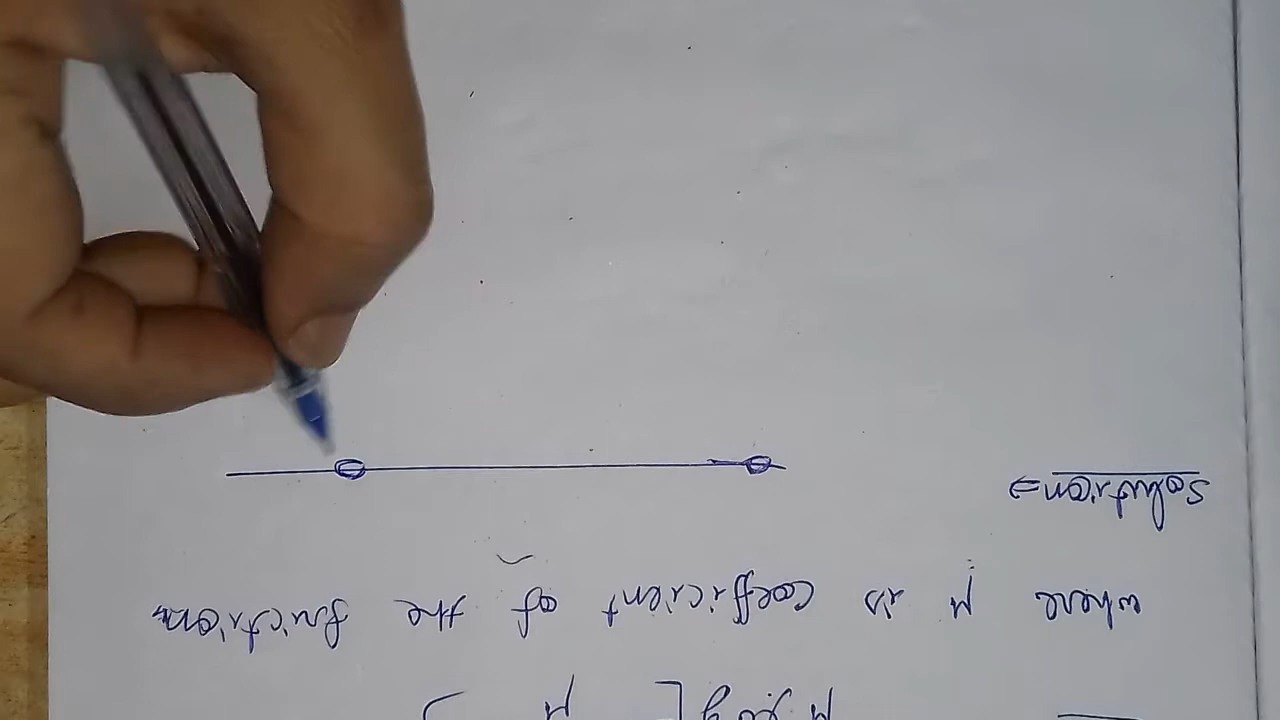 μ
where μ is coefficient of the friction
Solution⇒